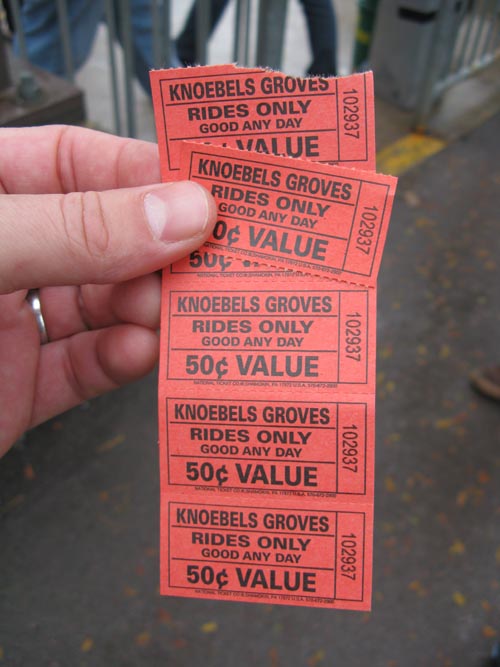 KNOEBELS GROVES
RIDES ONLY
GOOD ANY DAY
VALUE
102937
KNOEBELS GROVES
RIDES ONLY
GOOD ANY DAY
0¢ VALUE
102937
50¢
KNOEBELS GROVES
RIDES ONLY
GOOD ANY DAY
50¢ VALUE
102937
KNOEBELS GROVES
RIDES ONLY
GOOD ANY DAY
50¢ VALUE
102937
KNOEBELS GROVES
RIDES ONLY
GOOD ANY DAY
50¢ VALUE
102937